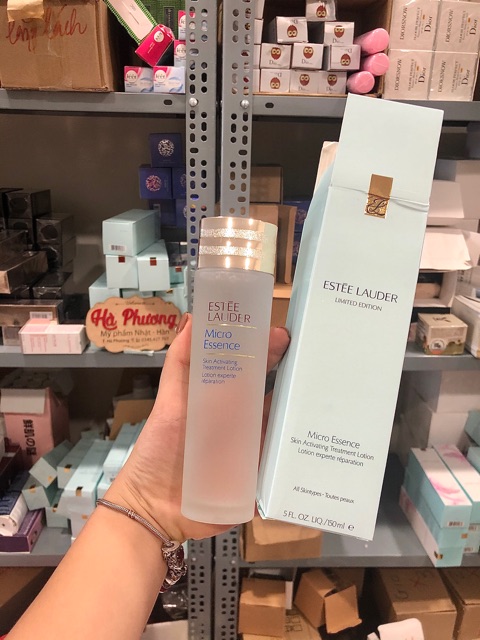 Hà Phương
Mỹ phẩm Nhật - Hàn
ESTĒE
LAUDER
Micro
Essence
Skin Activating
Treatment Lotion
Lotion experte
réparation
ESTĒE LAUDER
LIMITED EDITION
Micro Essence
Skin Activating Treatment Lotion
Lotion experte réparation
All Skintypes · Toutes peaux
5 FL. OZ. LIQ./150ml e
Dior
Dior
DIORSNOW